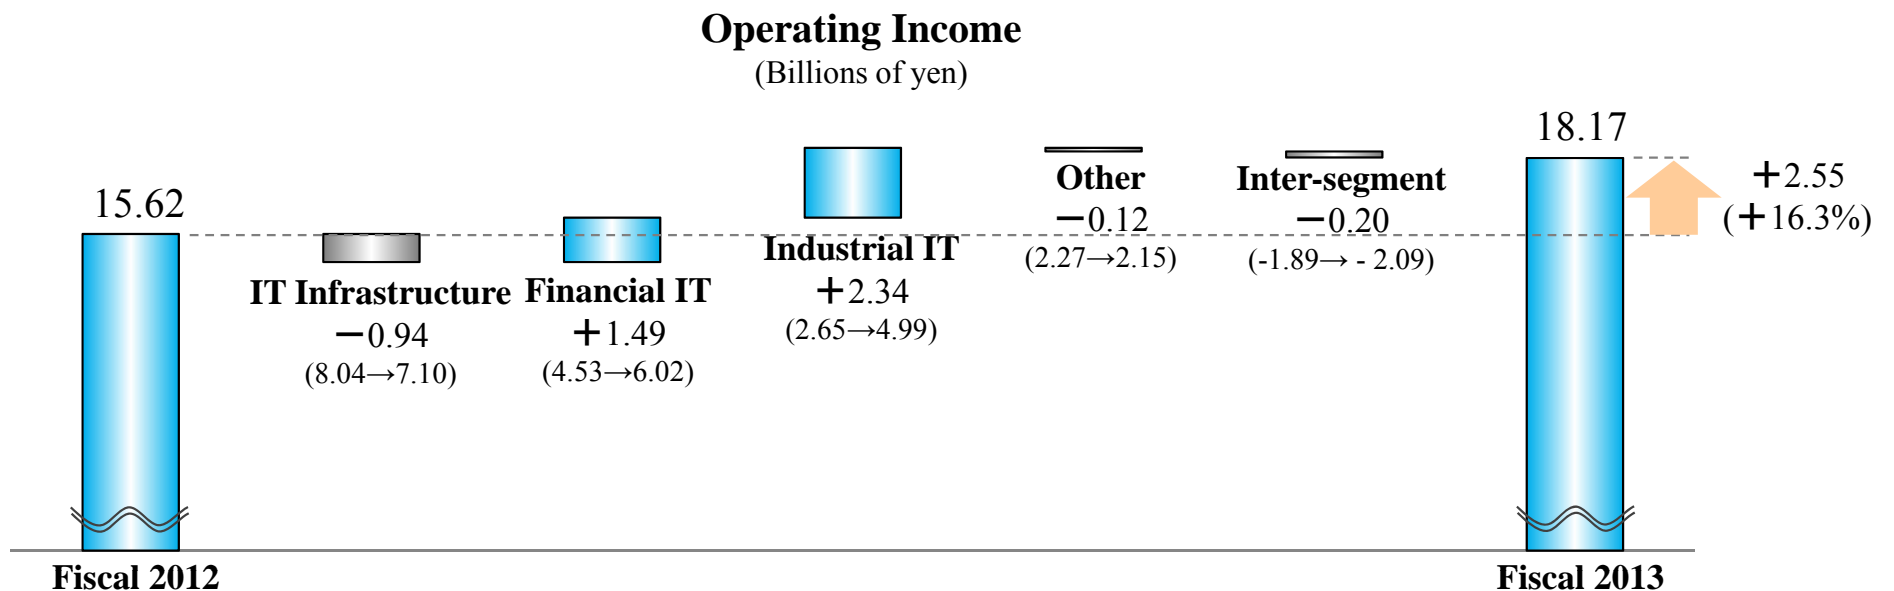 Operating Income
(Billions of yen)
15.62
IT Infrastructure
−0.94
(8.04→7.10)
Financial IT
+1.49
(4.53→6.02)
Industrial IT
+2.34
(2.65→4.99)
Other
−0.12
(2.27→2.15)
Inter-segment
−0.20
(-1.89→ - 2.09)
18.17
+2.55
(+16.3%)
Fiscal 2012
Fiscal 2013